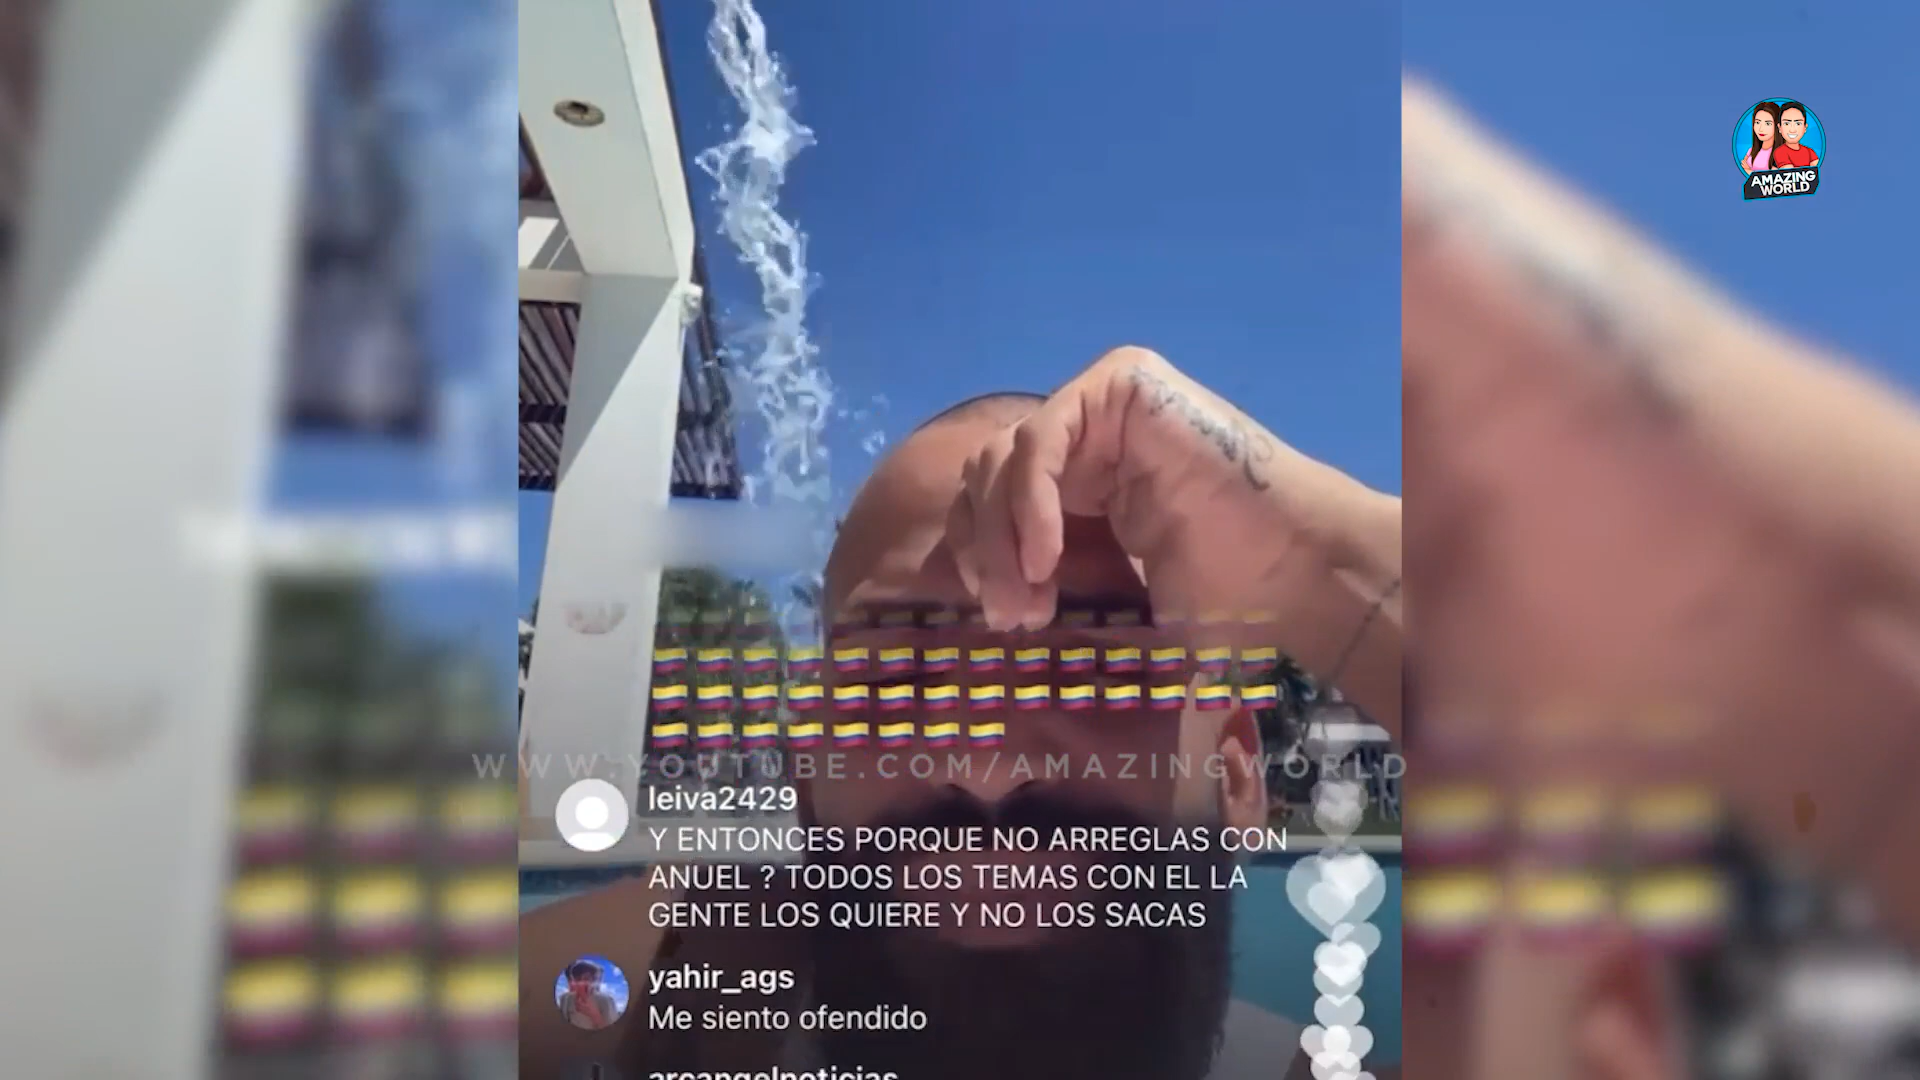 AMAZING
WORLD
WWW.YOUTUBE.COM/AMAZINGWORLD
leiva2429
Y ENTONCES PORQUE NO ARREGLAS CON
ANUEL ? TODOS LOS TEMAS CON EL LA
GENTE LOS QUIERE Y NO LOS SACAS
yahir_ags
Me siento ofendido
arcangelnoticias